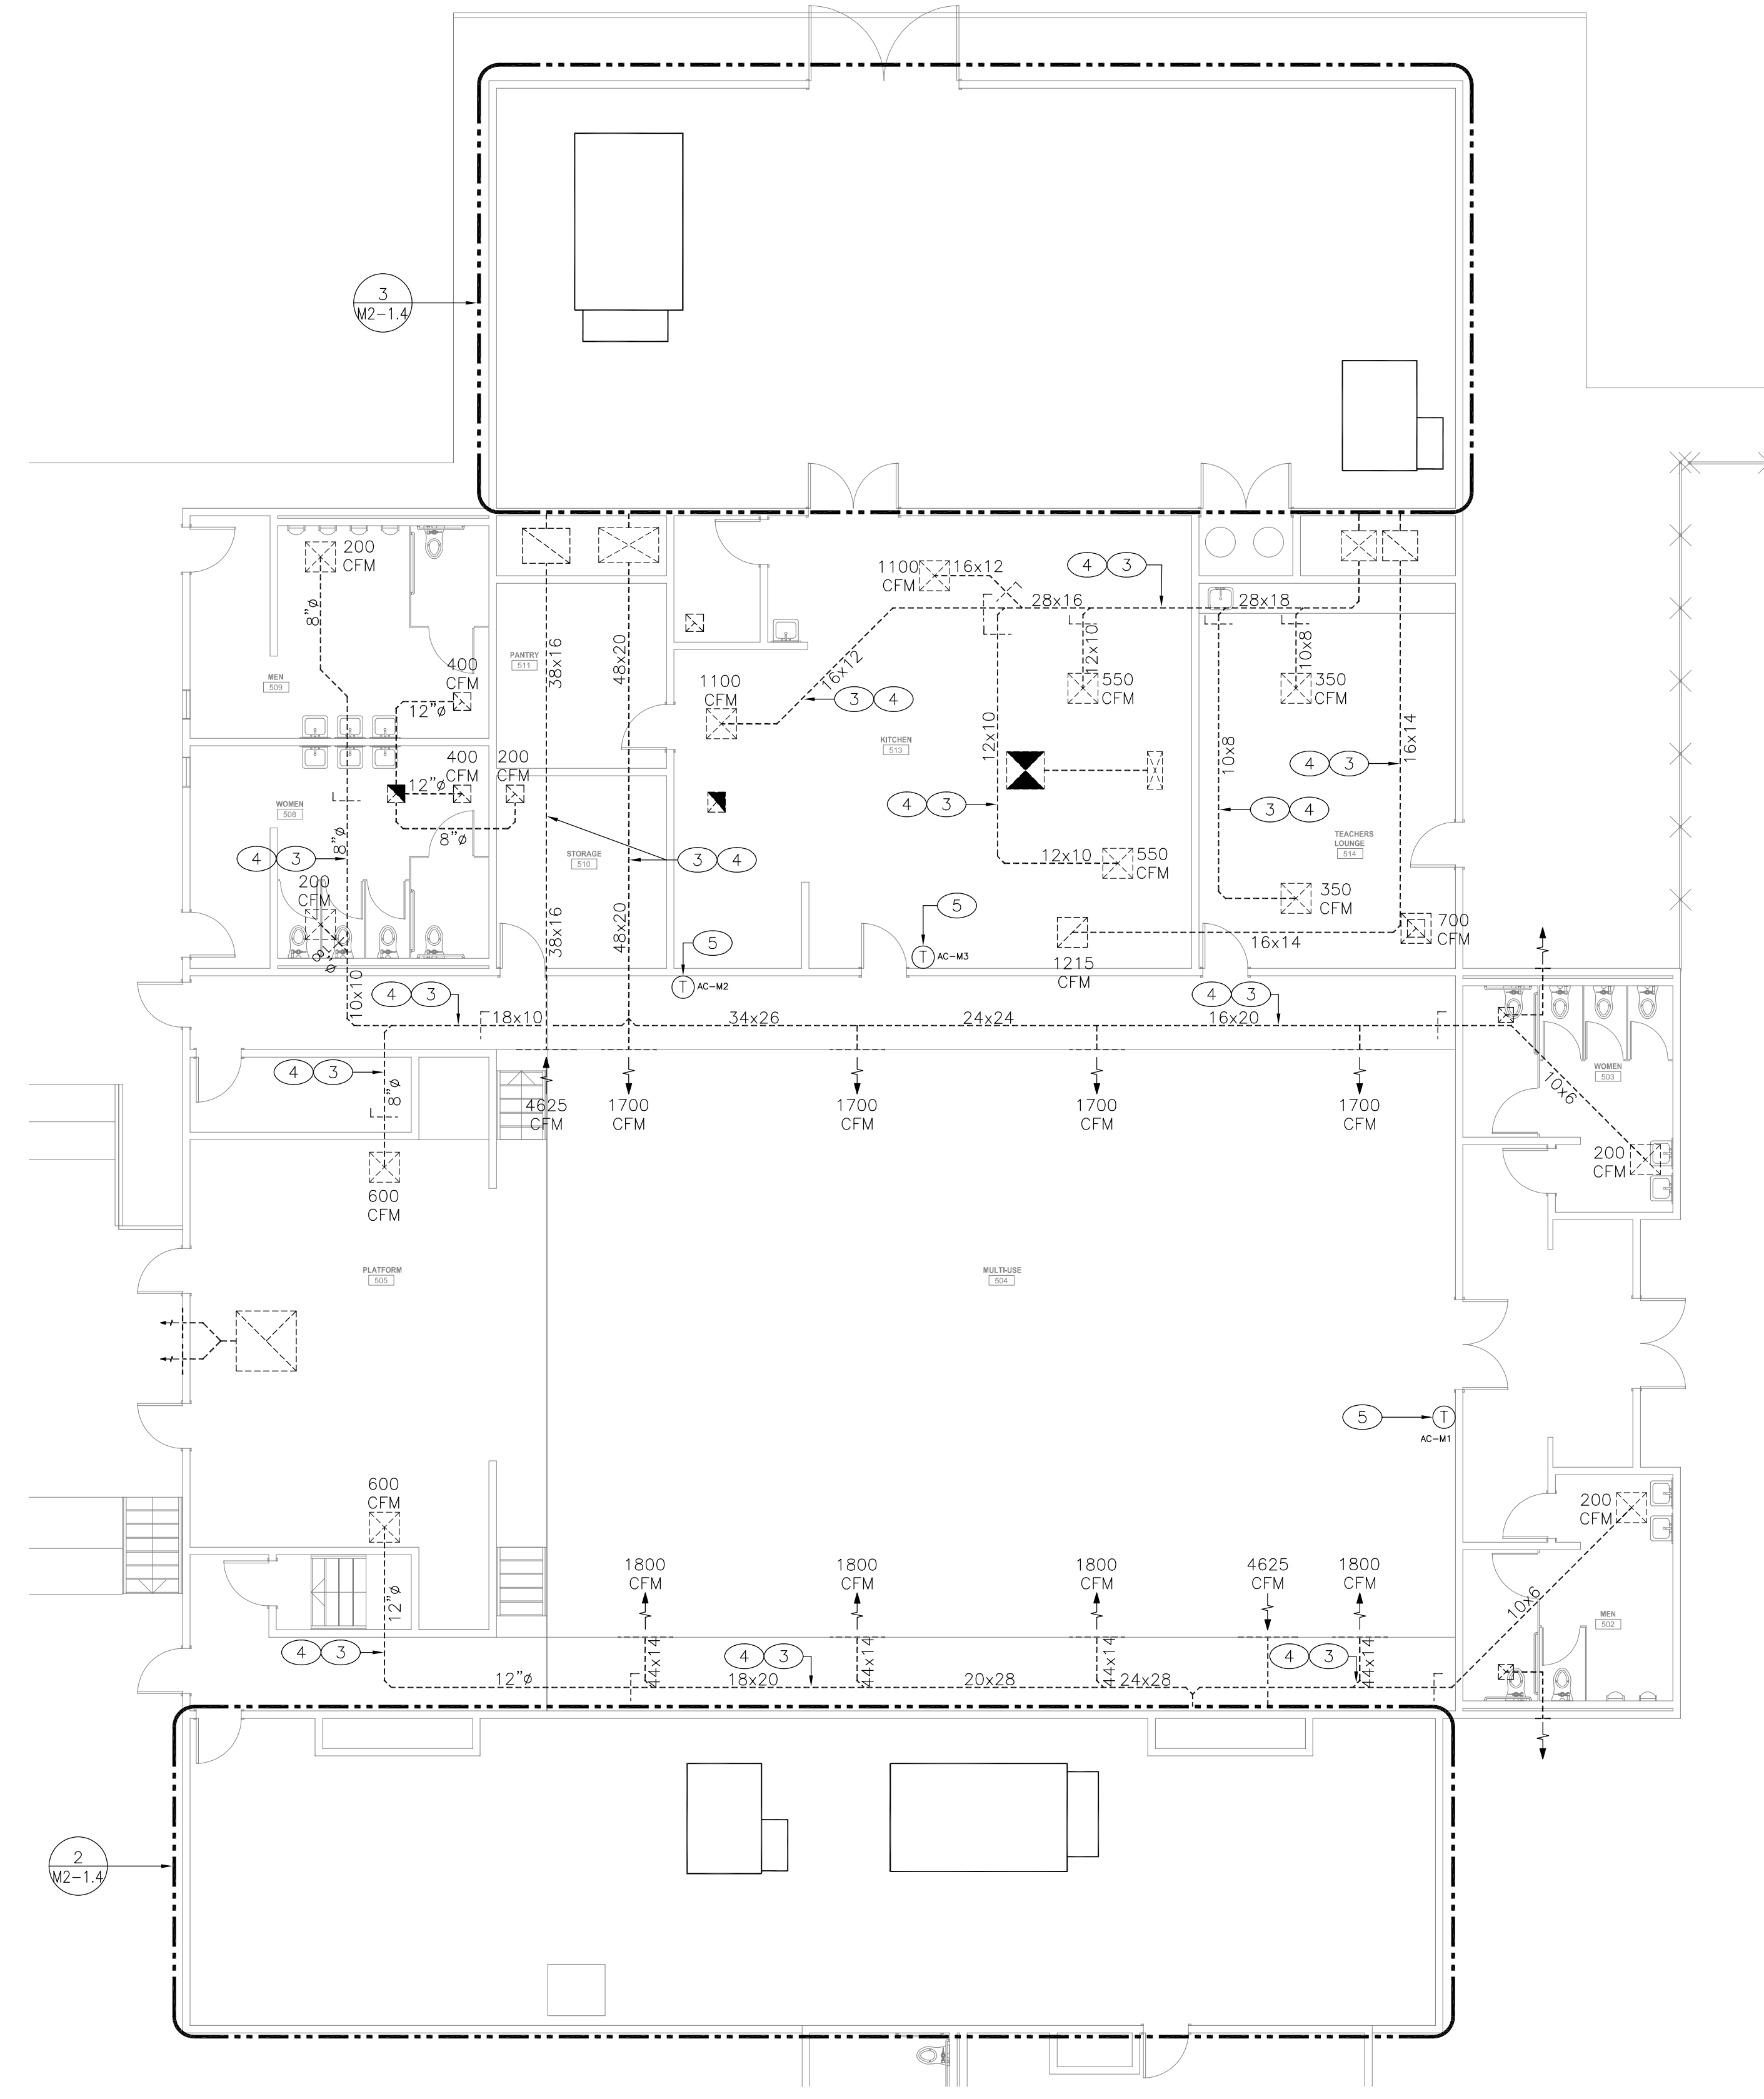 3
M2-1.4
200
CFM
8"ø
MEN
509
400
CFM
12"ø
400
CFM
12"ø
200
CFM
8"ø
WOMEN
508
8"ø
4
3
200
CFM
8"ø
10x10
PANTRY
511
38x16
48x20
STORAGE
510
3
4
38x16
48x20
1100
CFM
16x12
28x16
4
3
28x18
16x12
3
4
1100
CFM
12x10
550
CFM
10x8
350
CFM
KITCHEN
513
12x10
4
3
12x10
550
CFM
10x8
3
4
4
3
16x14
TEACHERS
LOUNGE
514
350
CFM
700
CFM
16x14
1215
CFM
5
T
AC-M3
5
T
AC-M2
4
3
18x10
34x26
24x24
4
3
16x20
4
3
8"ø
4625
CFM
1700
CFM
1700
CFM
1700
CFM
1700
CFM
WOMEN
503
10x6
200
CFM
600
CFM
PLATFORM
505
MULTI-USE
504
5
T
AC-M1
600
CFM
12"ø
4
3
12"ø
1800
CFM
1800
CFM
1800
CFM
4625
CFM
1800
CFM
44x14
4
3
18x20
44x14
20x28
44x14
24x28
4
3
44x14
200
CFM
10x6
MEN
502
2
M2-1.4